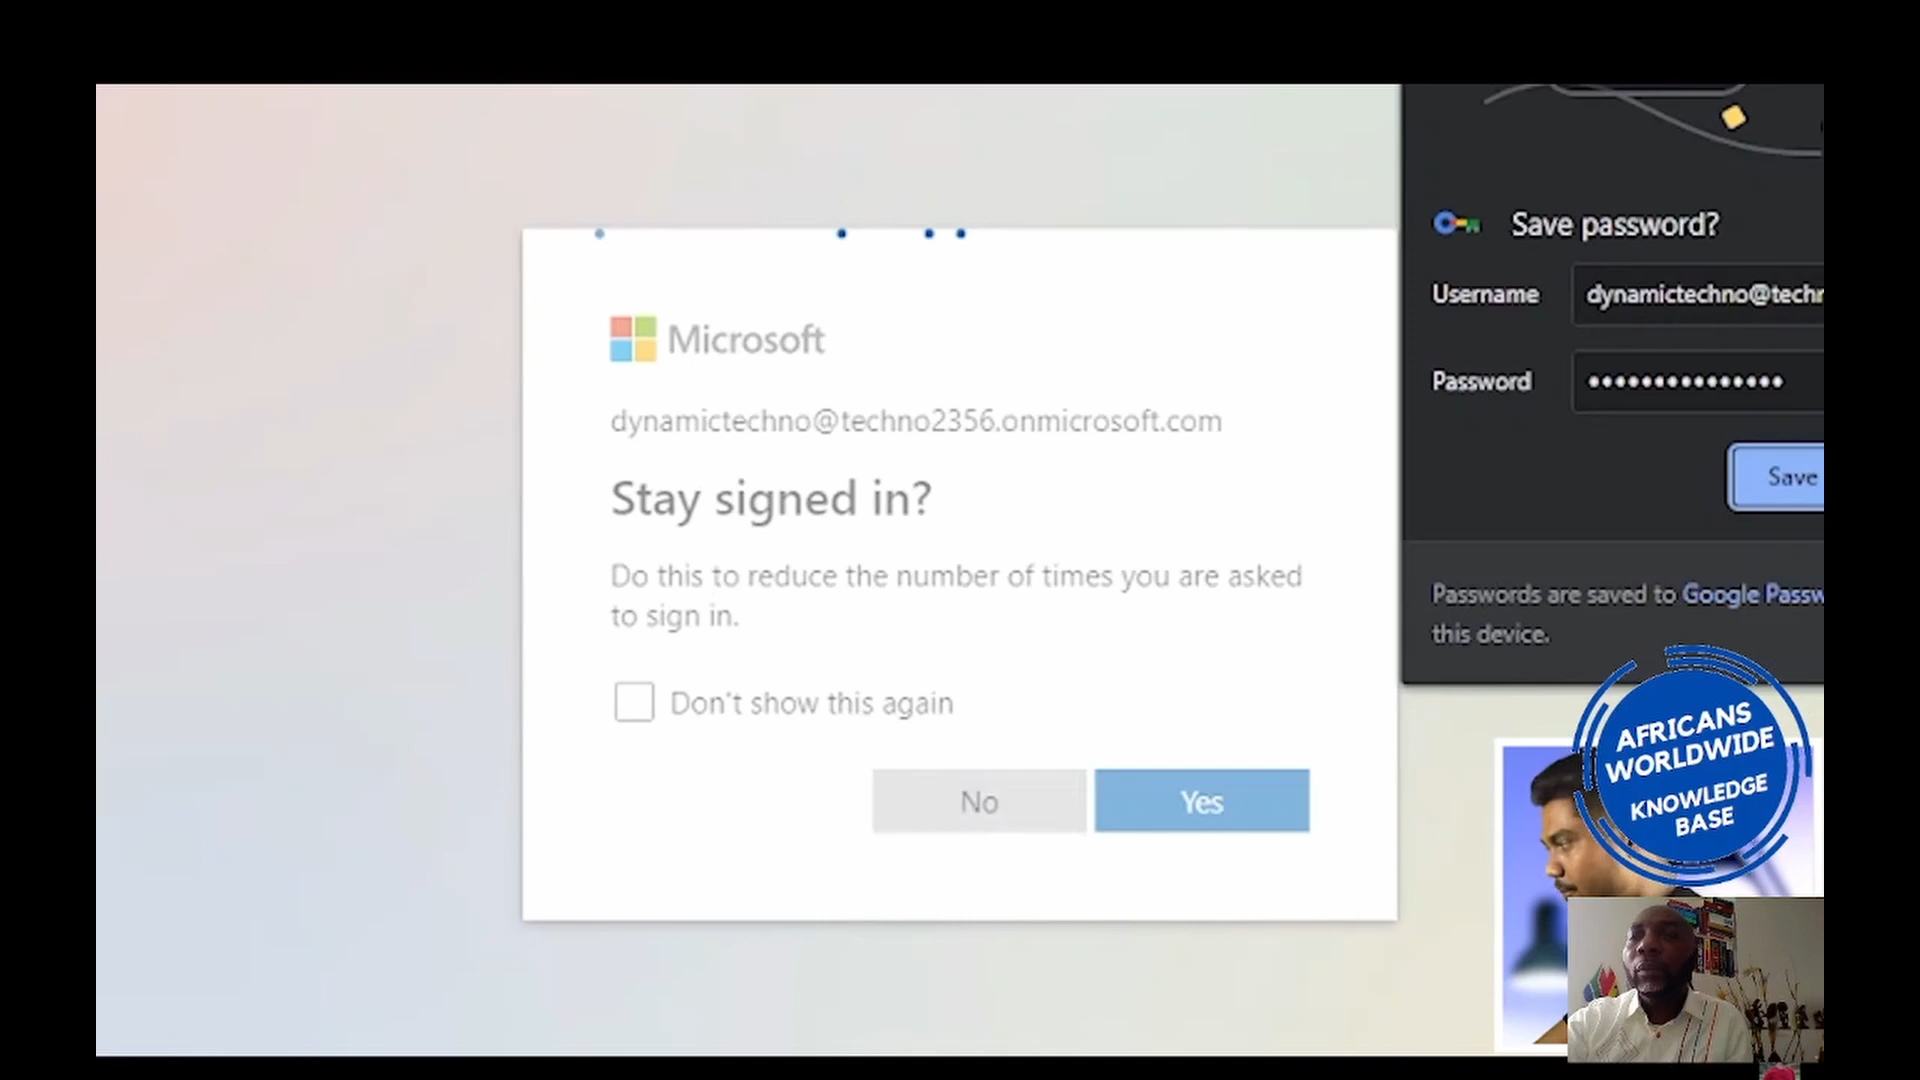 Microsoft
dynamictechno@techno2356.onmicrosoft.com
Stay signed in?
Do this to reduce the number of times you are asked
to sign in.
Don't show this again
No
Yes
Save password?
Username
dynamictechno@techn
Password
•••••••••••••••
Save
Passwords are saved to Google Passw
this device.
AFRICANS
WORLDWIDE
KNOWLEDGE
BASE